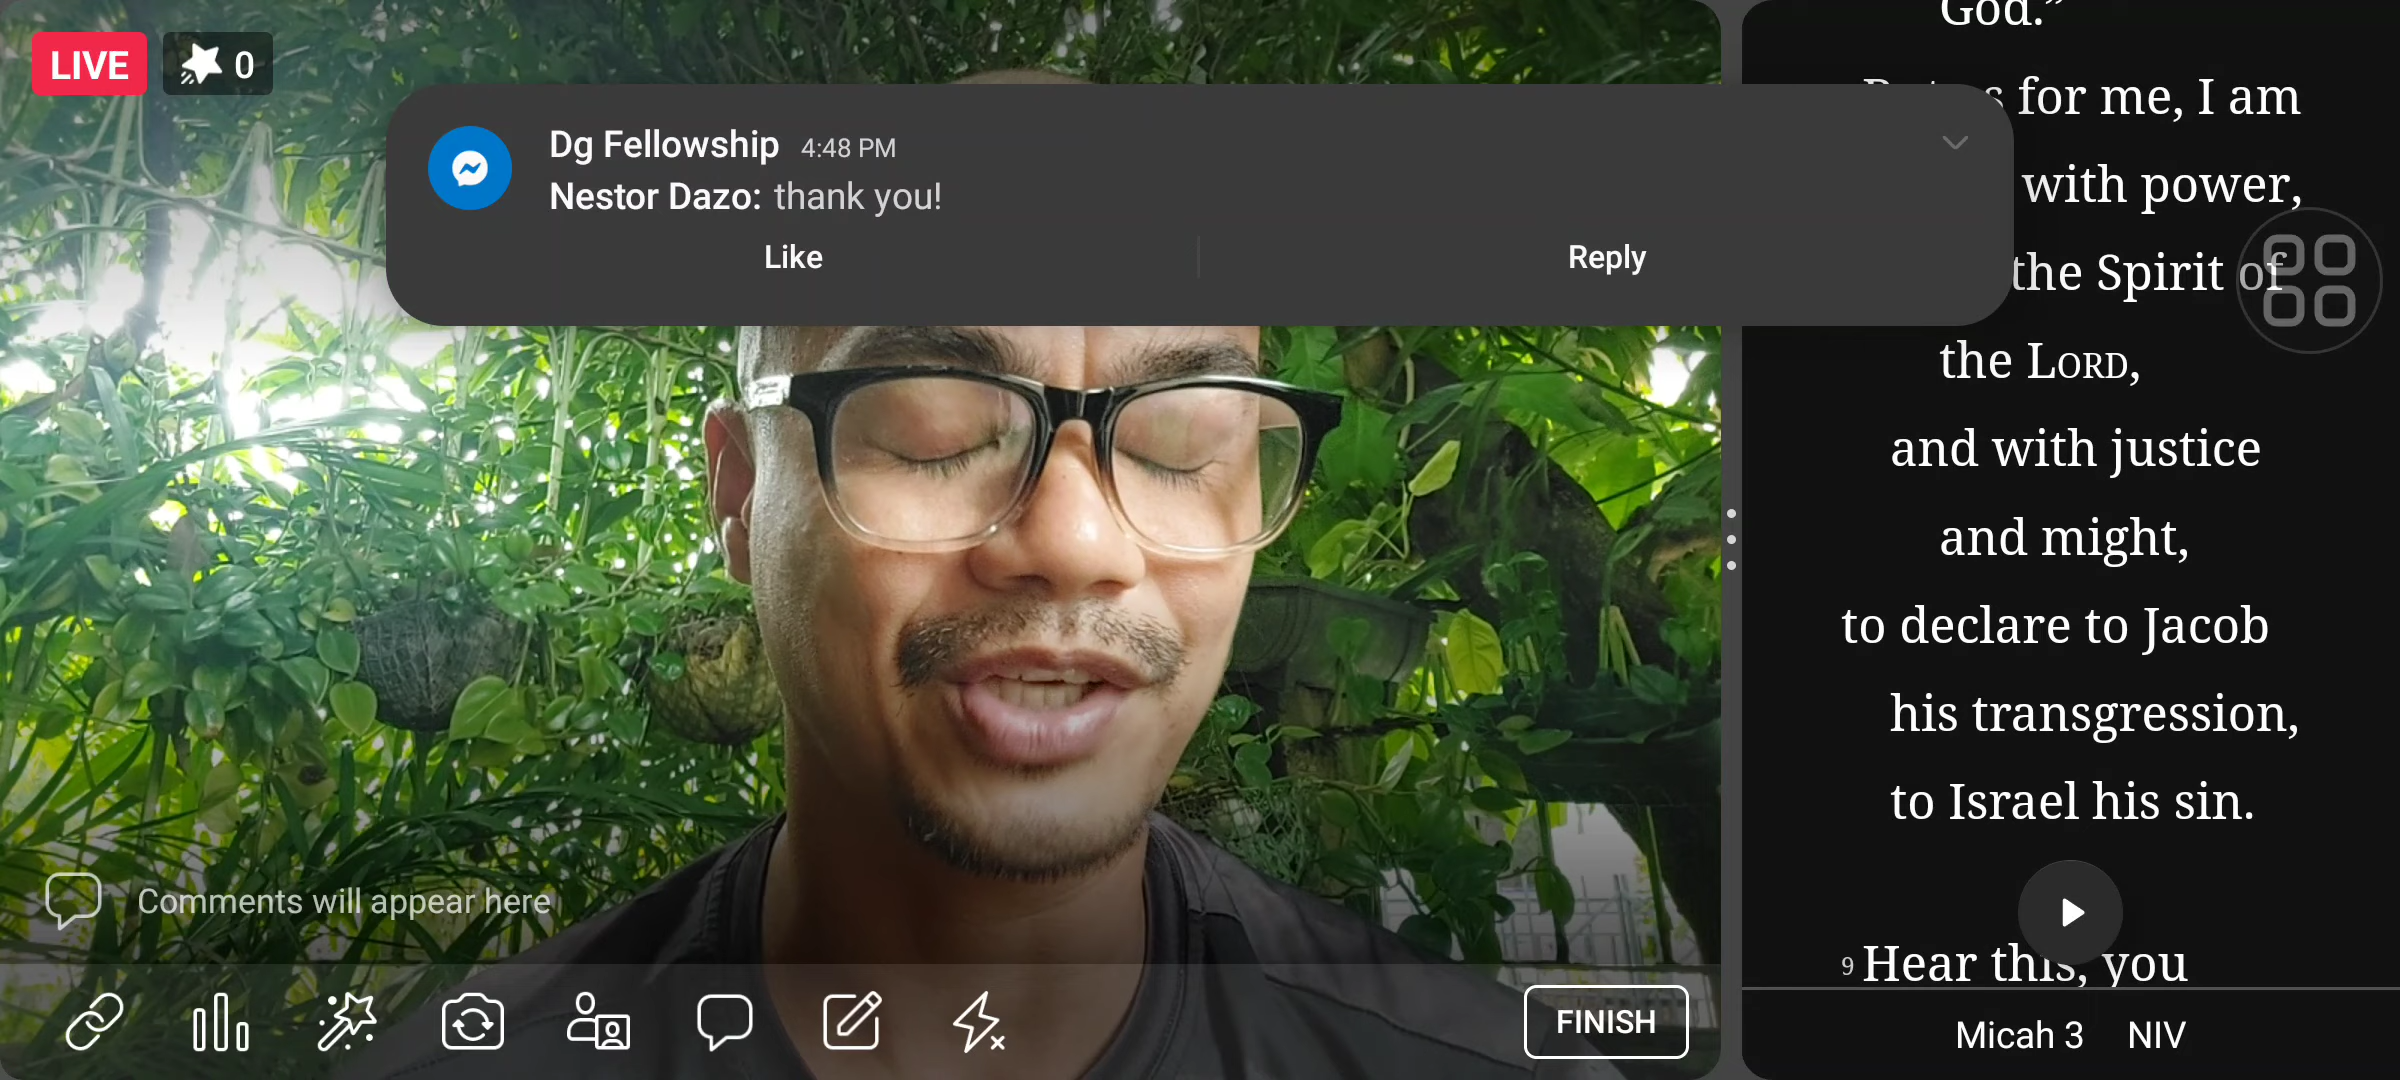 LIVE
0
Dg Fellowship 4:48 PM
Nestor Dazo: thank you!
Like
Reply
Comments will appear here
FINISH
God.”
for me, I am
with power,
the Spirit of
the LORD,
and with justice
and might,
to declare to Jacob
his transgression,
to Israel his sin.
9 Hear this, you
Micah 3 NIV